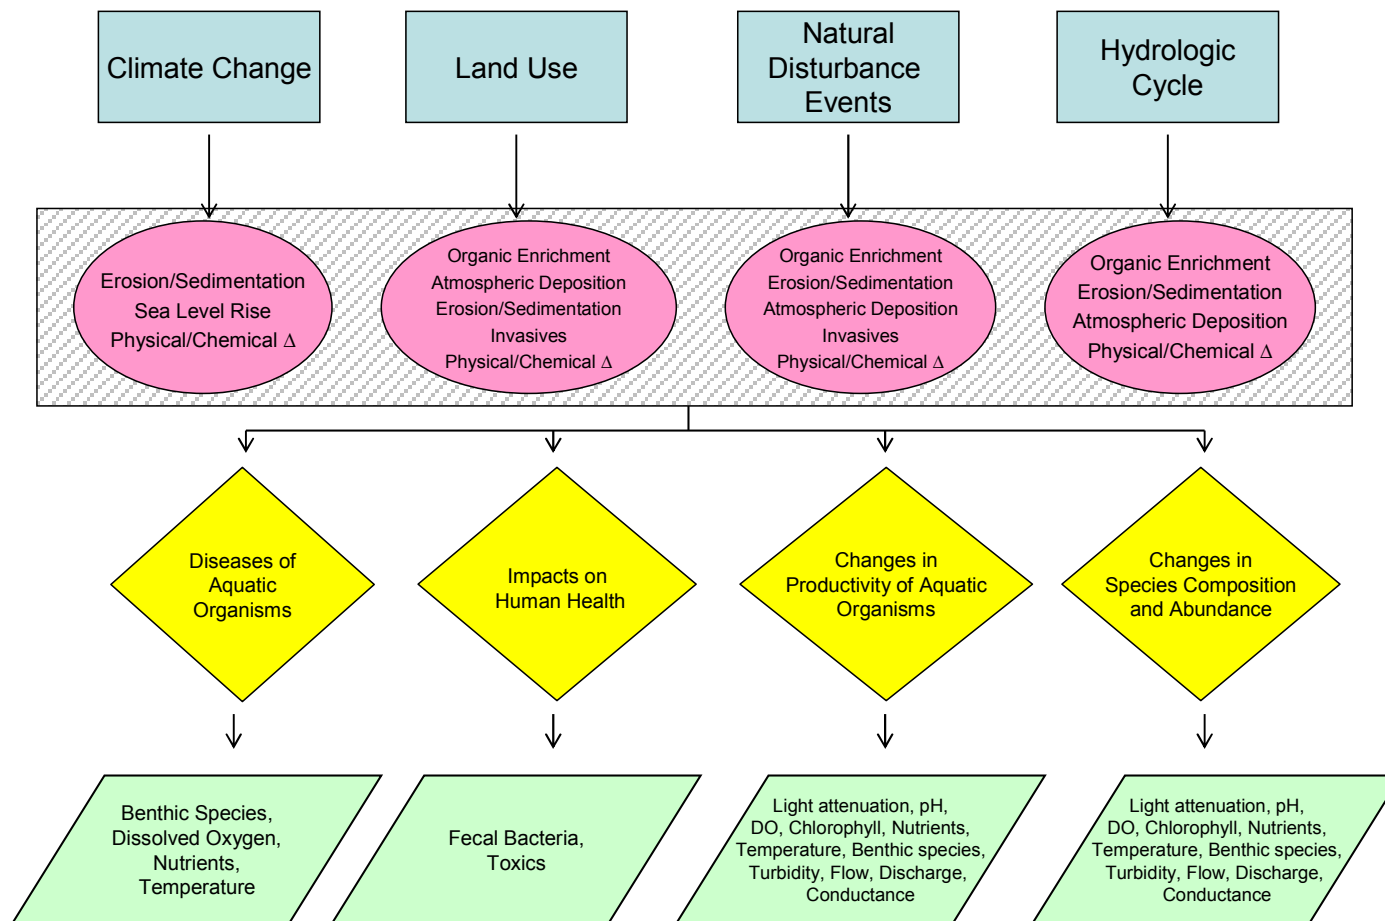 Climate Change
Land Use
Natural
Disturbance
Events
Hydrologic
Cycle
Erosion/Sedimentation
Sea Level Rise
Physical/Chemical Δ
Organic Enrichment
Atmospheric Deposition
Erosion/Sedimentation
Invasives
Physical/Chemical Δ
Organic Enrichment
Erosion/Sedimentation
Atmospheric Deposition
Invasives
Physical/Chemical Δ
Organic Enrichment
Erosion/Sedimentation
Atmospheric Deposition
Physical/Chemical Δ
Diseases of
Aquatic
Organisms
Impacts on
Human Health
Changes in
Productivity of Aquatic
Organisms
Changes in
Species Composition
and Abundance
Benthic Species,
Dissolved Oxygen,
Nutrients,
Temperature
Fecal Bacteria,
Toxics
Light attenuation, pH,
DO, Chlorophyll, Nutrients,
Temperature, Benthic species,
Turbidity, Flow, Discharge,
Conductance
Light attenuation, pH,
DO, Chlorophyll, Nutrients,
Temperature, Benthic species,
Turbidity, Flow, Discharge,
Conductance